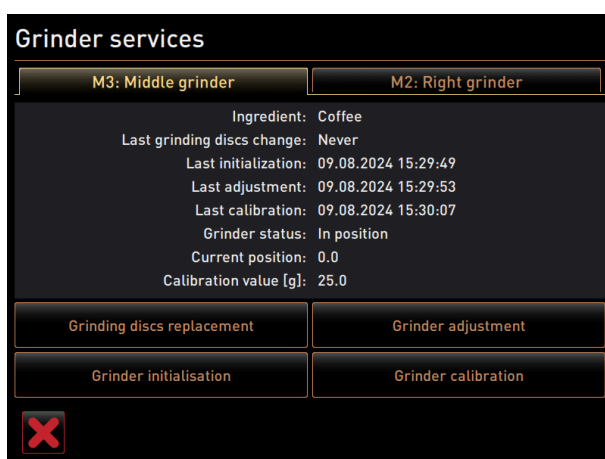 Grinder services
M3: Middle grinder
M2: Right grinder
Ingredient: Coffee
Last grinding discs change: Never
Last initialization: 09.08.2024 15:29:49
Last adjustment: 09.08.2024 15:29:53
Last calibration: 09.08.2024 15:30:07
Grinder status: In position
Current position: 0.0
Calibration value [g]: 25.0
Grinding discs replacement
Grinder adjustment
Grinder initialisation
Grinder calibration